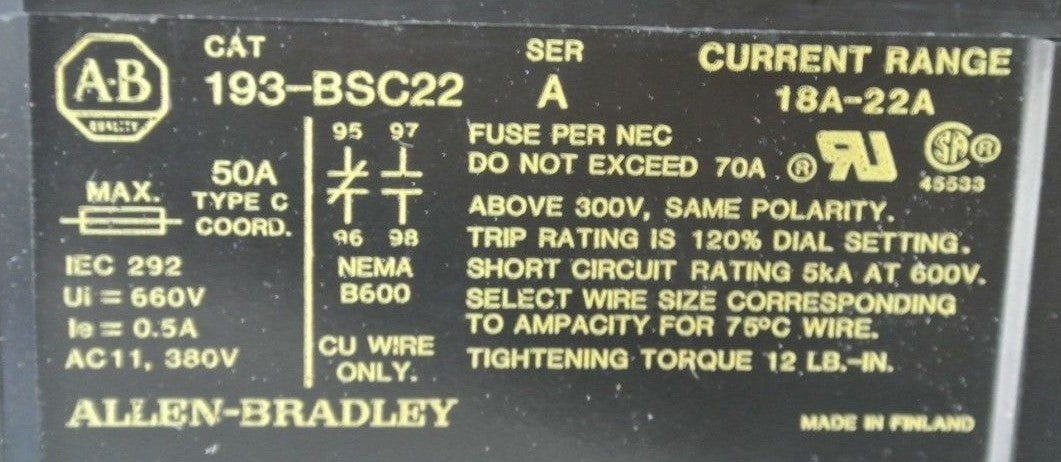 A-B
QUALITY
CAT
193-BSC22
SER
A
CURRENT RANGE
18A-22A
MAX.
50A
TYPE C
COORD.
IEC 292
Ui = 660V
Ie = 0.5A
AC11, 380V
95 97
96 98
NEMA
B600
CU WIRE
ONLY.
FUSE PER NEC
DO NOT EXCEED 70A
® RU
SA ®
45533
ABOVE 300V, SAME POLARITY.
TRIP RATING IS 120% DIAL SETTING.
SHORT CIRCUIT RATING 5kA AT 600V.
SELECT WIRE SIZE CORRESPONDING
TO AMPACITY FOR 75ºC WIRE.
TIGHTENING TORQUE 12 LB.-IN.
ALLEN-BRADLEY
MADE IN FINLAND